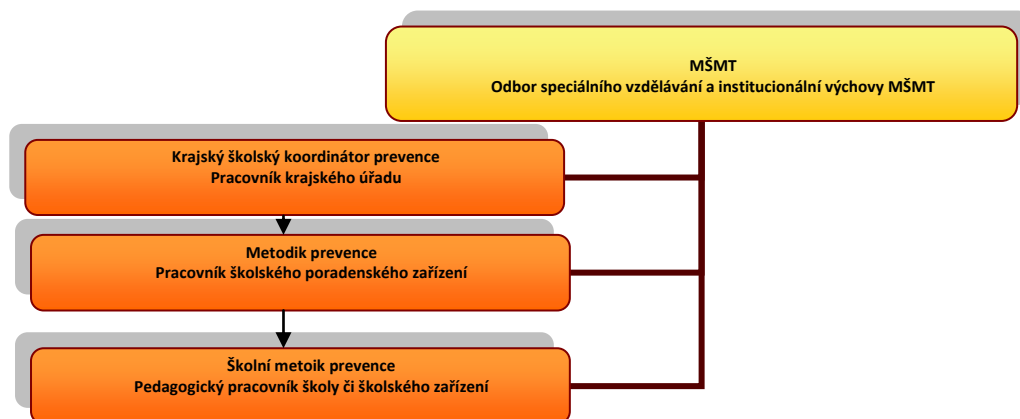 MŠMT
Odbor speciálního vzdělávání a institucionální výchovy MŠMT
Krajský školský koordinátor prevence
Pracovník krajského úřadu
Metodik prevence
Pracovník školského poradenského zařízení
Školní metoik prevence
Pedagogický pracovník školy či školského zařízení